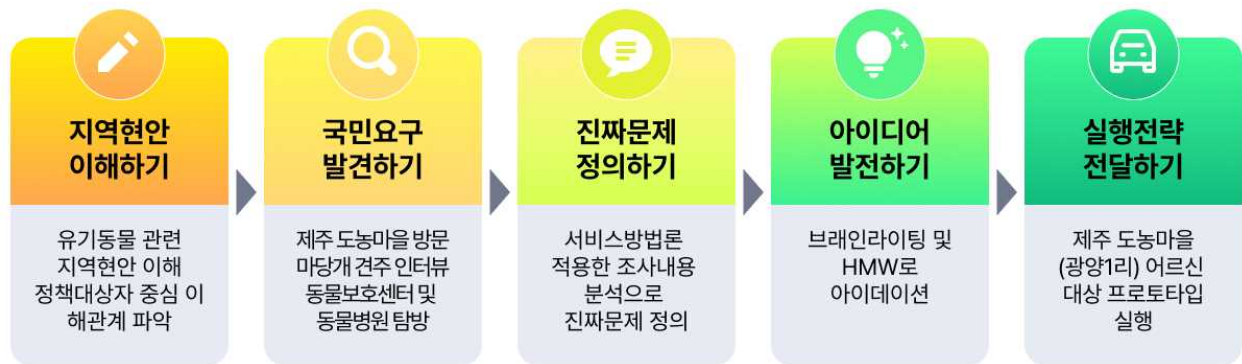 지역현안
이해하기
유기동물 관련
지역현안 이해
정책대상자 중심 이
해관계 파악
국민요구
발견하기
제주 도농마을 방문
마당개 견주 인터뷰
동물보호센터 및
동물병원 탐방
진짜문제
정의하기
서비스방법론
적용한 조사내용
분석으로
진짜문제 정의
아이디어
발전하기
브래인라이팅 및
HMW로
아이데이션
실행전략
전달하기
제주 도농마을
(광양1리) 어르신
대상 프로토타입
실행